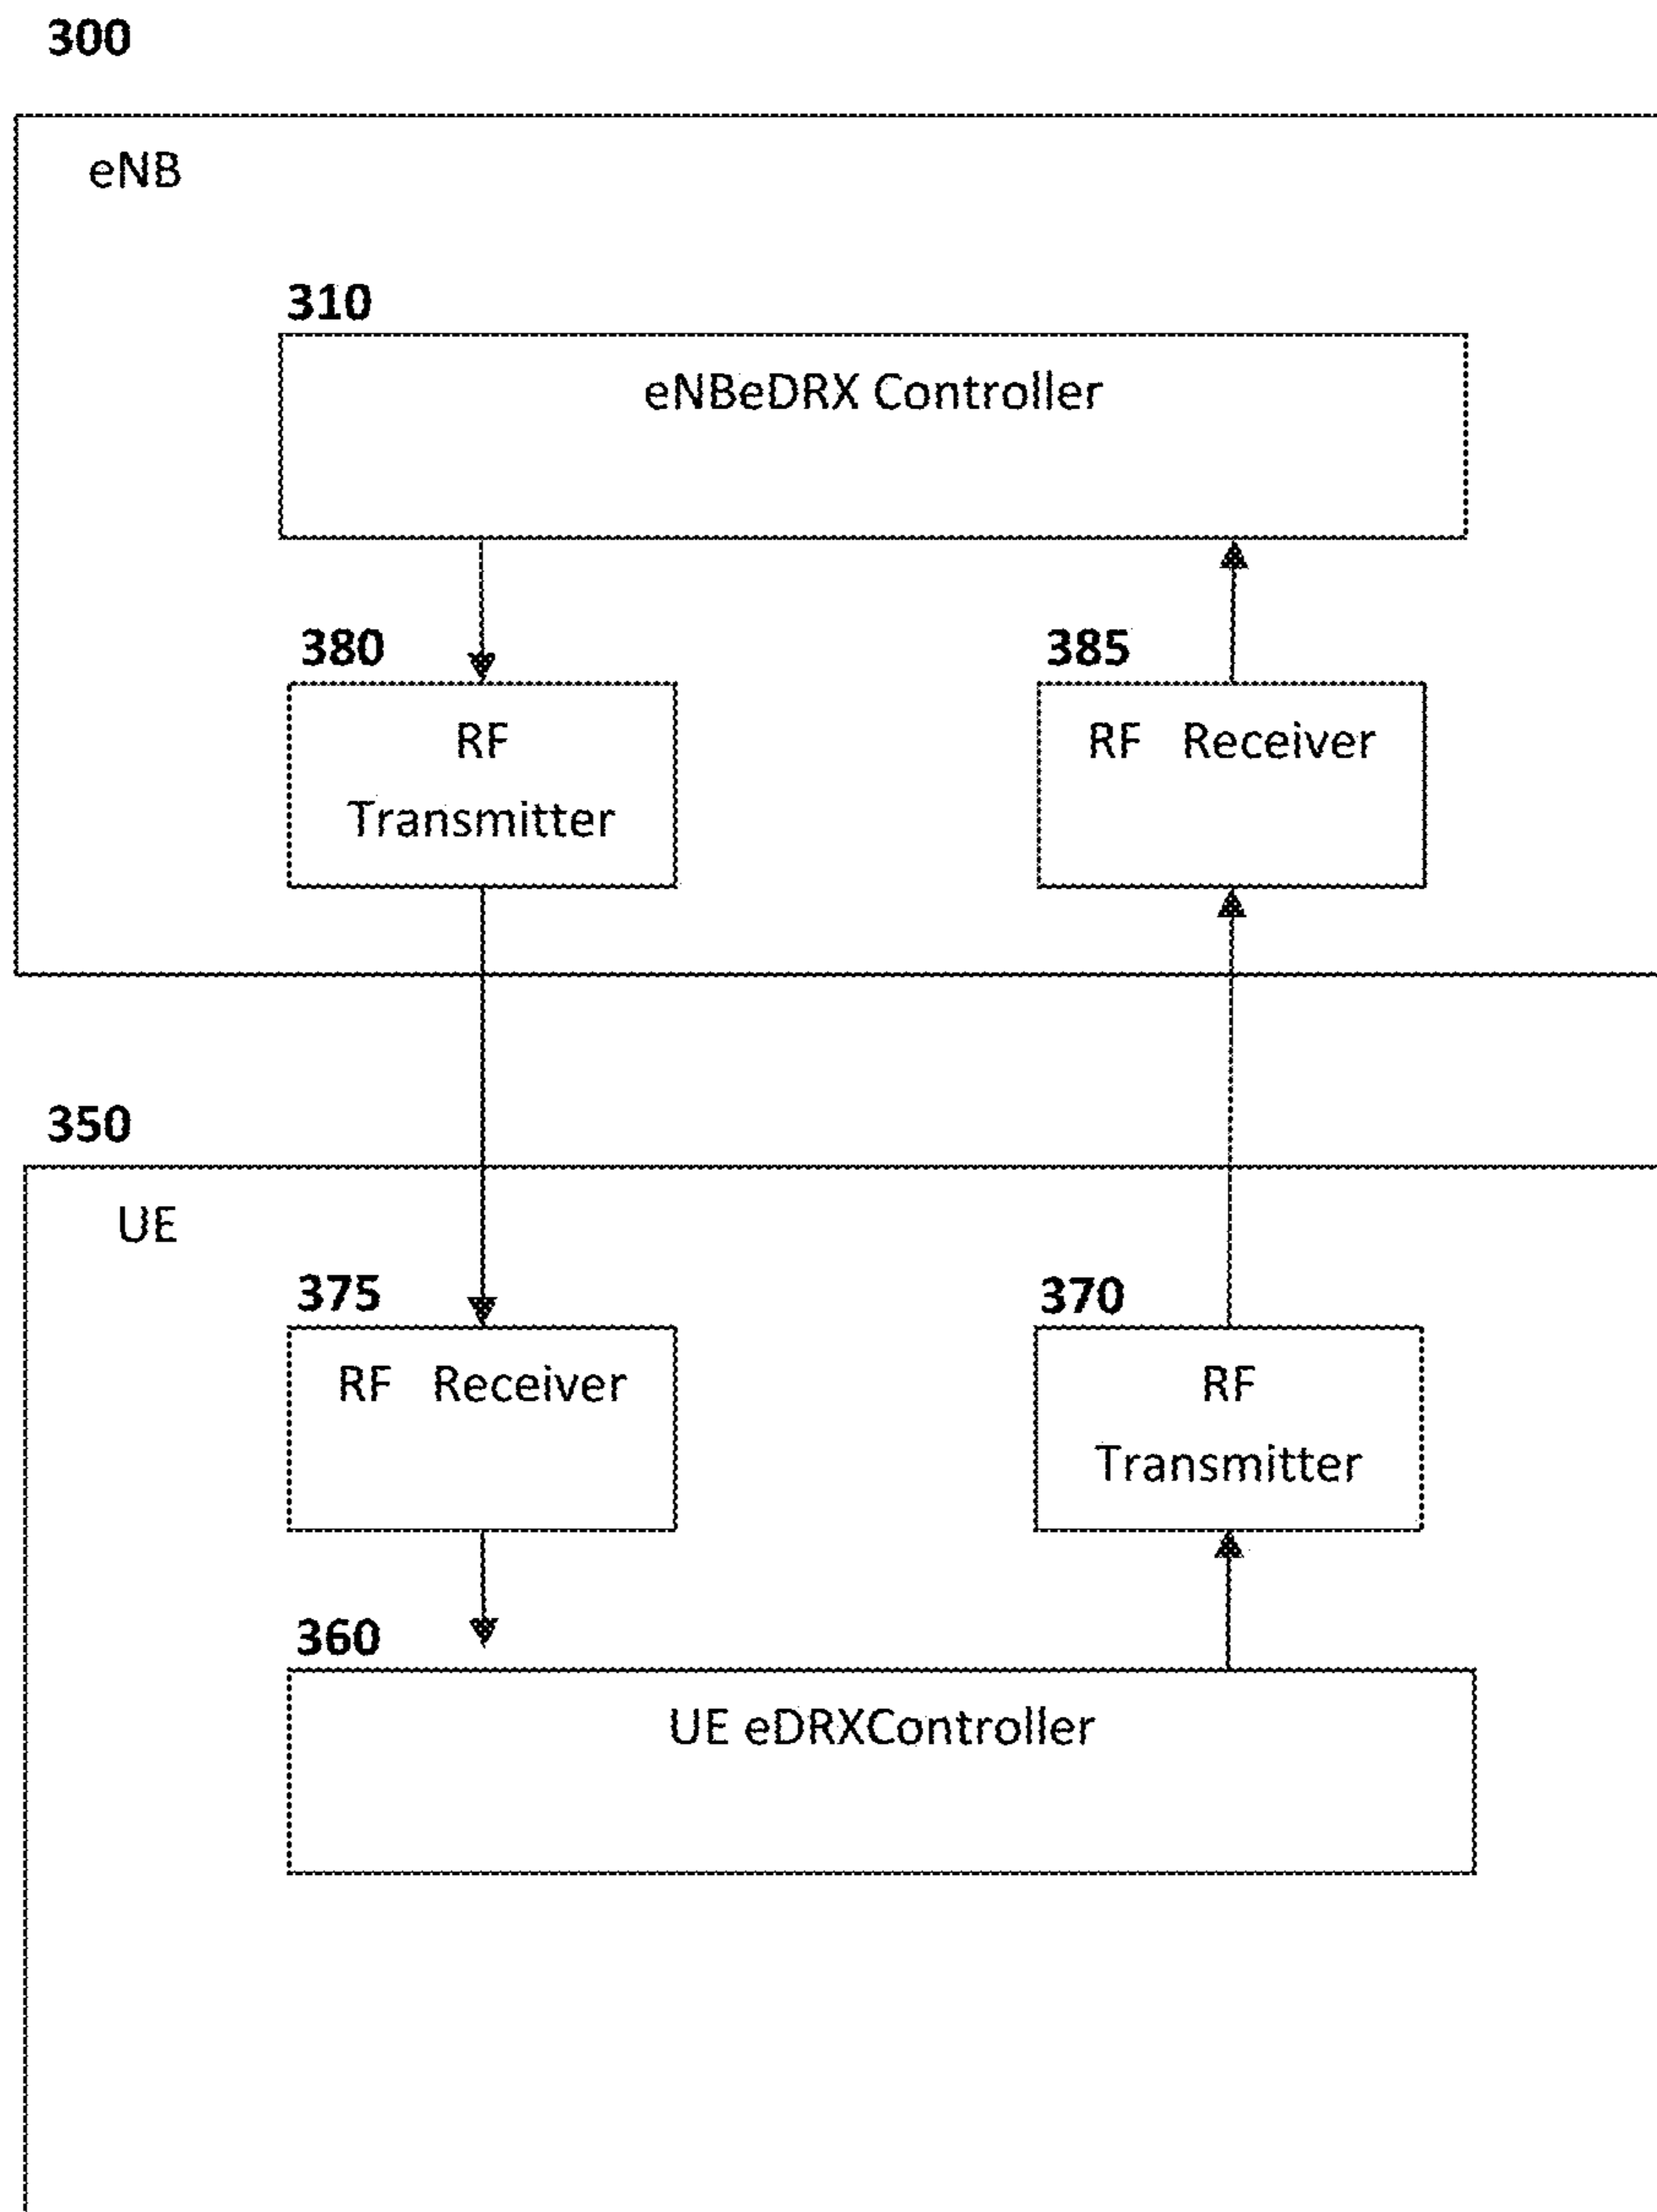 300
eNB
310
eNBeDRX Controller
380
385
RF
Transmitter
RF Receiver
350
UE
375
370
RF Receiver
RF
Transmitter
360
UE eDRXController